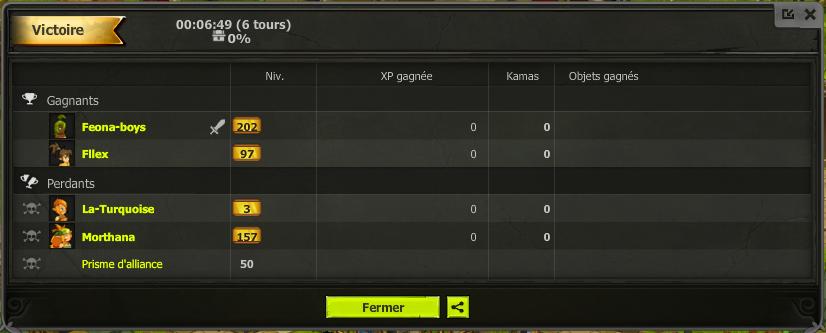 Victoire
00:06:49 (6 tours)
0%
Niv. XP gagnée Kamas Objets gagnés
Gagnants
Feona-boys 202 0 0
Fllex 97 0 0
Perdants
La-Turquoise 3 0 0
Morthana 157 0 0
Prisme d'alliance 50
Fermer